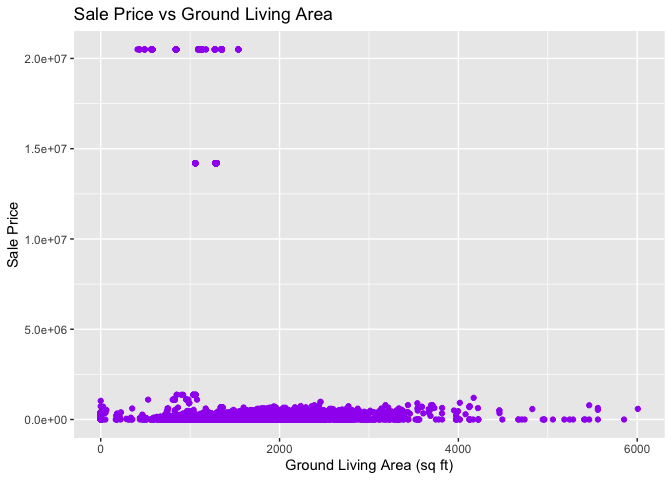 Sale Price vs Ground Living Area
2.0e+07
1.5e+07
1.0e+07
5.0e+06
0.0e+00
Sale Price
0 2000 4000 6000
Ground Living Area (sq ft)